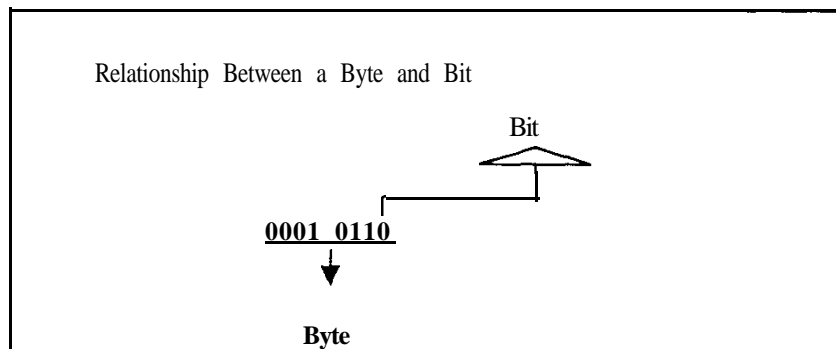 Relationship Between a Byte and Bit
Bit
0001 0110
Byte